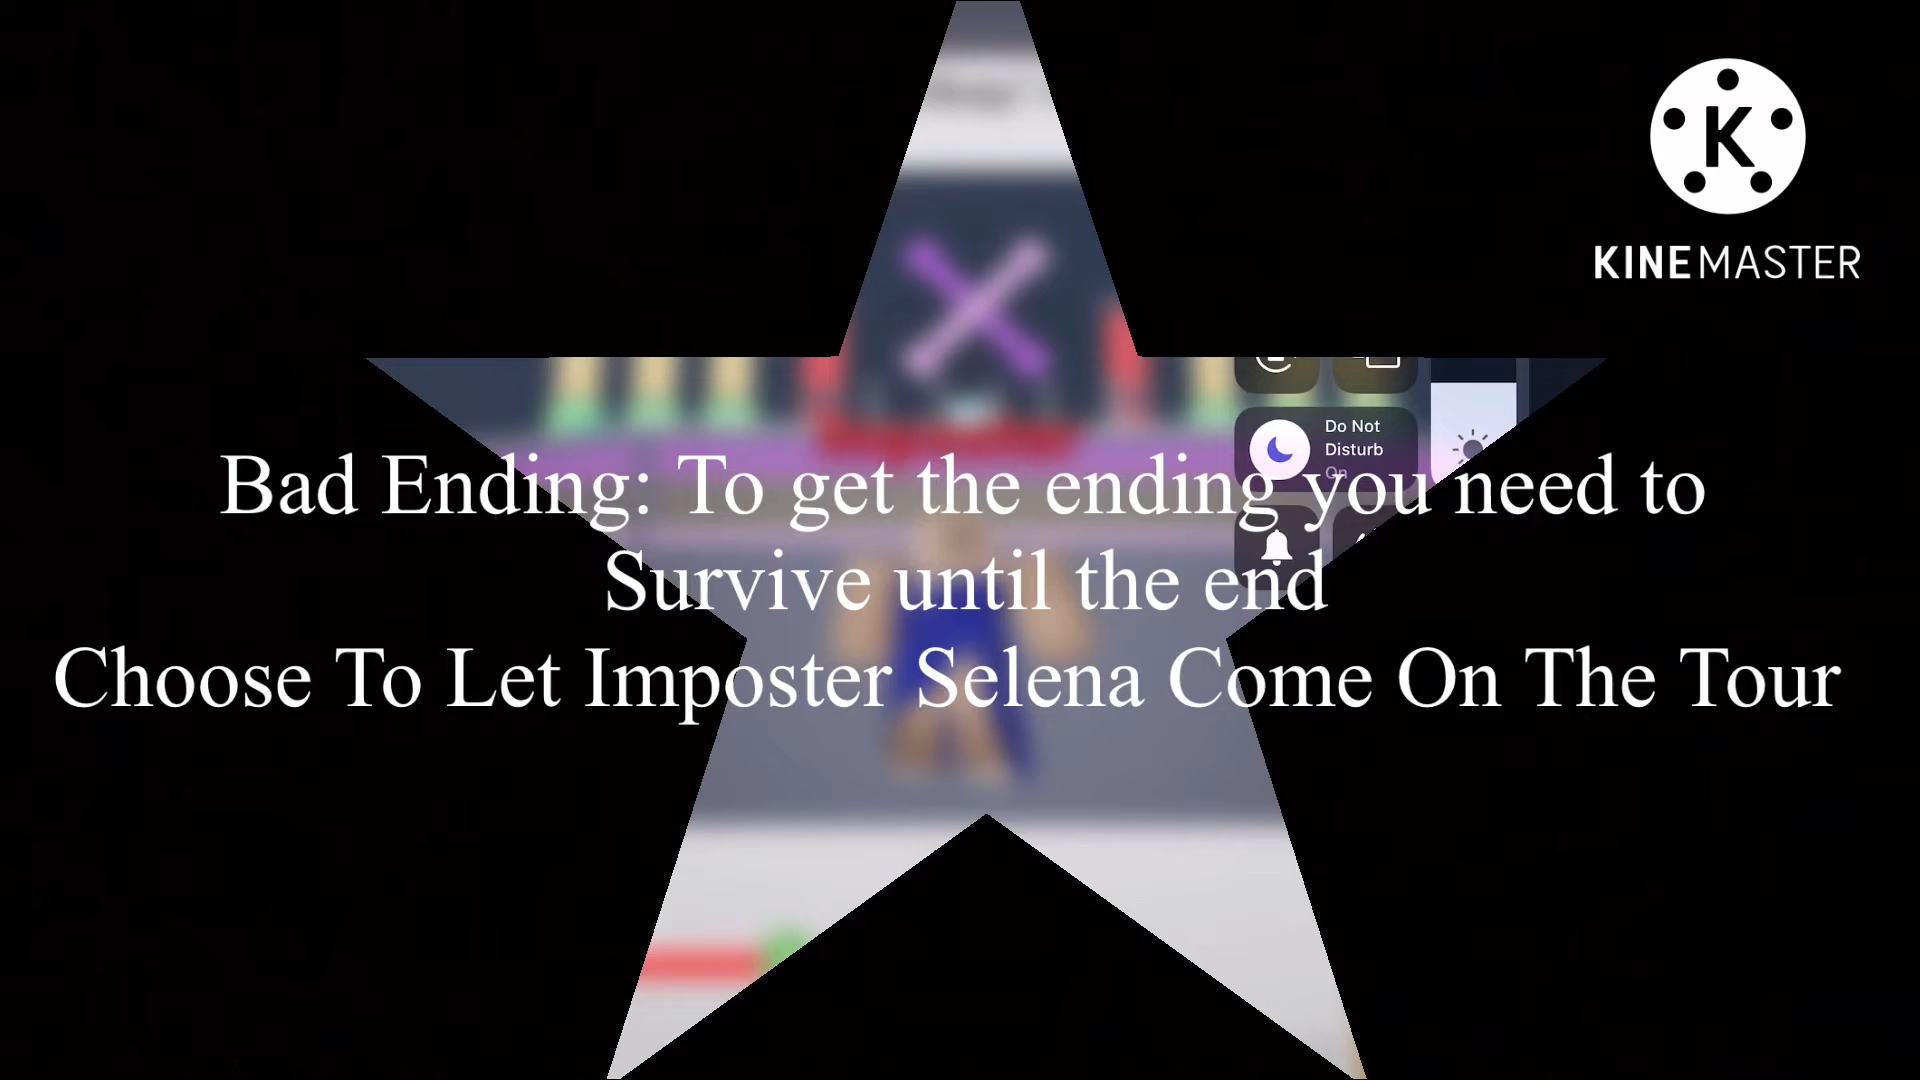 K
KINEMASTER
Do Not
Disturb
On
Bad Ending: To get the ending you need to
Survive until the end
Choose To Let Imposter Selena Come On The Tour